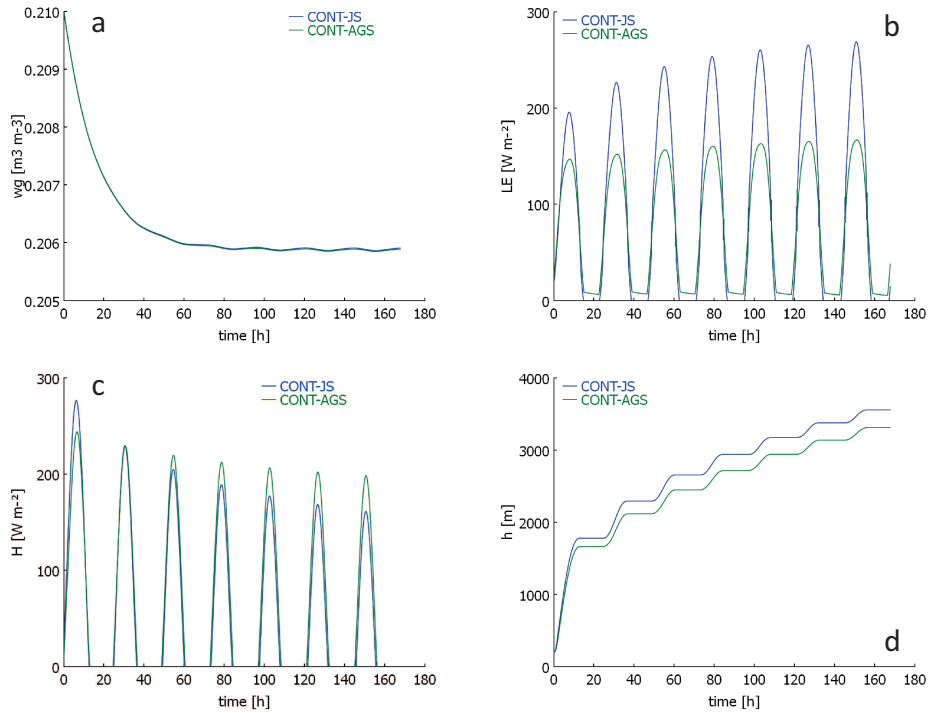 a
CONT-JS
CONT-AGS
0.210
0.209
0.208
0.207
0.206
0.205
wg [m3 m-3]
0 20 40 60 80 100 120 140 160 180
time [h]
b
CONT-JS
CONT-AGS
300
200
100
0
LE [W m-²]
0 20 40 60 80 100 120 140 160 180
time [h]
c
CONT-JS
CONT-AGS
300
200
100
0
H [W m-²]
0 20 40 60 80 100 120 140 160 180
time [h]
CONT-JS
CONT-AGS
4000
3000
2000
1000
0
h [m]
d
0 20 40 60 80 100 120 140 160 180
time [h]